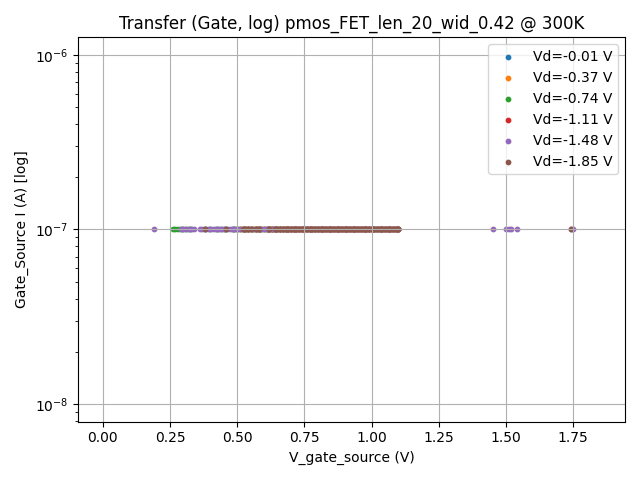 Transfer (Gate, log) pmos_FET_len_20_wid_0.42 @ 300K
Gate_Source I (A) [log]
10⁻⁶
10⁻⁷
10⁻⁸
Vd=-0.01 V
Vd=-0.37 V
Vd=-0.74 V
Vd=-1.11 V
Vd=-1.48 V
Vd=-1.85 V
0.00 0.25 0.50 0.75 1.00 1.25 1.50 1.75
V_gate_source (V)